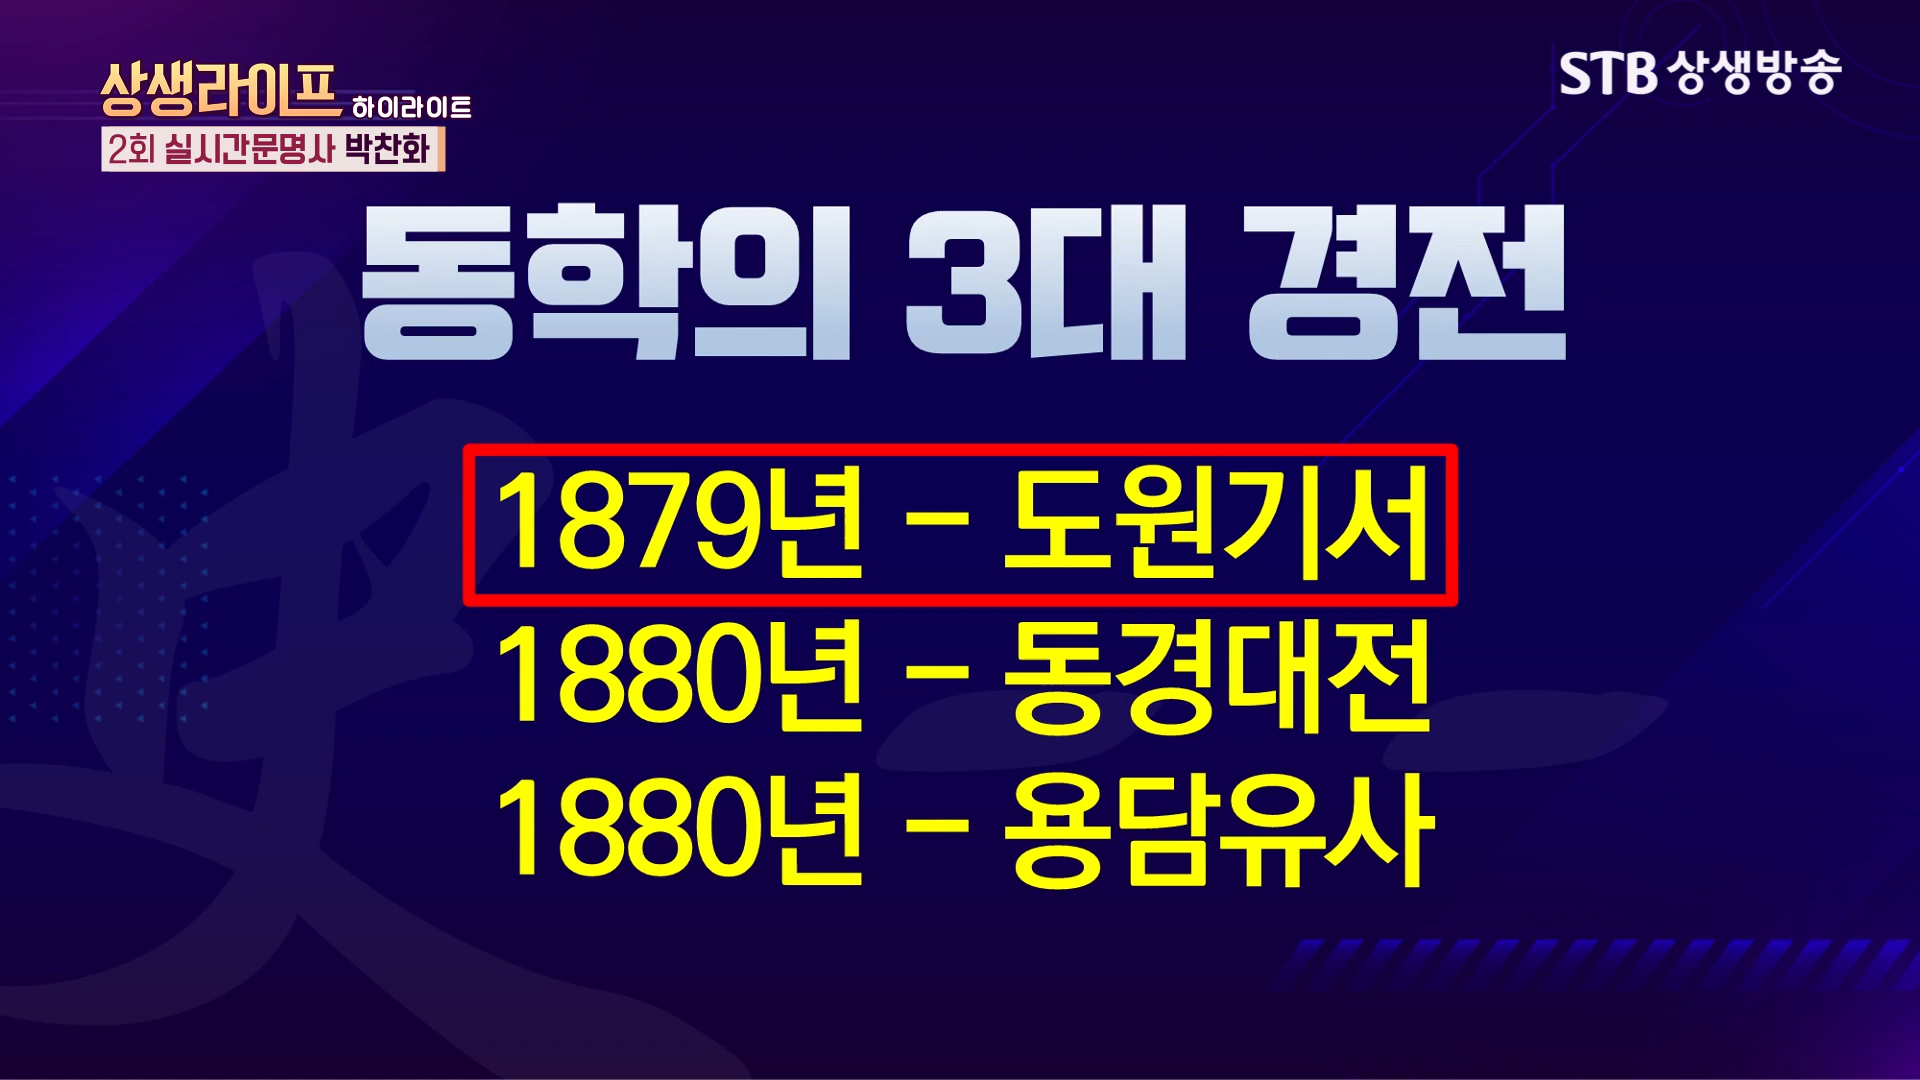 상생라이프 하이라이트
2회 실시간문명사 박찬화
STB 상생방송
동학의 3대 경전
1879년 - 도원기서
1880년 - 동경대전
1880년 - 용담유사
史